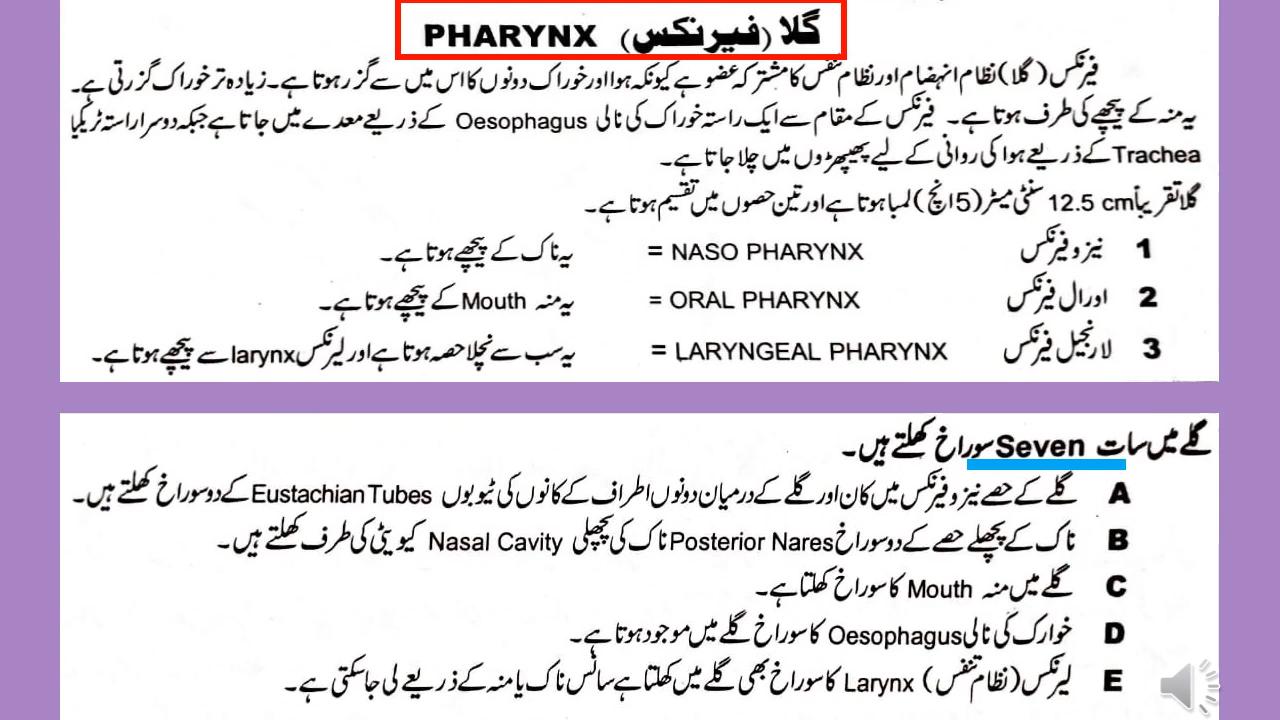 گلا (فیرنکس) PHARYNX
فیرنکس (گلا) نظام انہضام اور نظام تنفس کا مشترکہ عضو ہے کیونکہ ہوا اور خوراک دونوں کا اس میں سے گزر ہوتا ہے۔ زیادہ تر خوراک گزرتی ہے۔
یہ منہ کے پیچھے کی طرف ہوتا ہے۔ فیرنکس کے مقام سے ایک راستہ خوراک کی نالی Oesophagus کے ذریعے معدے میں جاتا ہے جبکہ دوسرا راستہ ٹریکیا
Trachea کے ذریعے ہوا کی روانی کے لیے پھیپھڑوں میں چلا جاتا ہے۔
گلا تقریباً 12.5 cm سنٹی میٹر (5 انچ) لمبا ہوتا ہے اور تین حصوں میں تقسیم ہوتا ہے۔
1 نیزو فیرنکس NASO PHARYNX = یہ ناک کے پیچھے ہوتا ہے۔
2 اورال فیرنکس ORAL PHARYNX = یہ منہ Mouth کے پیچھے ہوتا ہے۔
3 لارنجیل فیرنکس LARYNGEAL PHARYNX = یہ سب سے نچلا حصہ ہوتا ہے اور لیرنکس larynx سے پیچھے ہوتا ہے۔
گلے میں سات Seven سوراخ کھلتے ہیں۔
A گلے کے حصے نیزو فیرنکس میں کان اور گلے کے درمیان دونوں اطراف کے کانوں کی ٹیوبوں Eustachian Tubes کے دو سوراخ کھلتے ہیں۔
B ناک کے پچھلے حصے کے دو سوراخ Posterior Nares ناک کی پچھلی Nasal Cavity کیویٹی کی طرف کھلتے ہیں۔
C گلے میں منہ Mouth کا سوراخ کھلتا ہے۔
D خوارک کی نالی Oesophagus کا سوراخ گلے میں موجود ہوتا ہے۔
E لیرنکس (نظام تنفس) Larynx کا سوراخ بھی گلے میں کھلتا ہے سانس ناک یا منہ کے ذریعے لی جا سکتی ہے۔